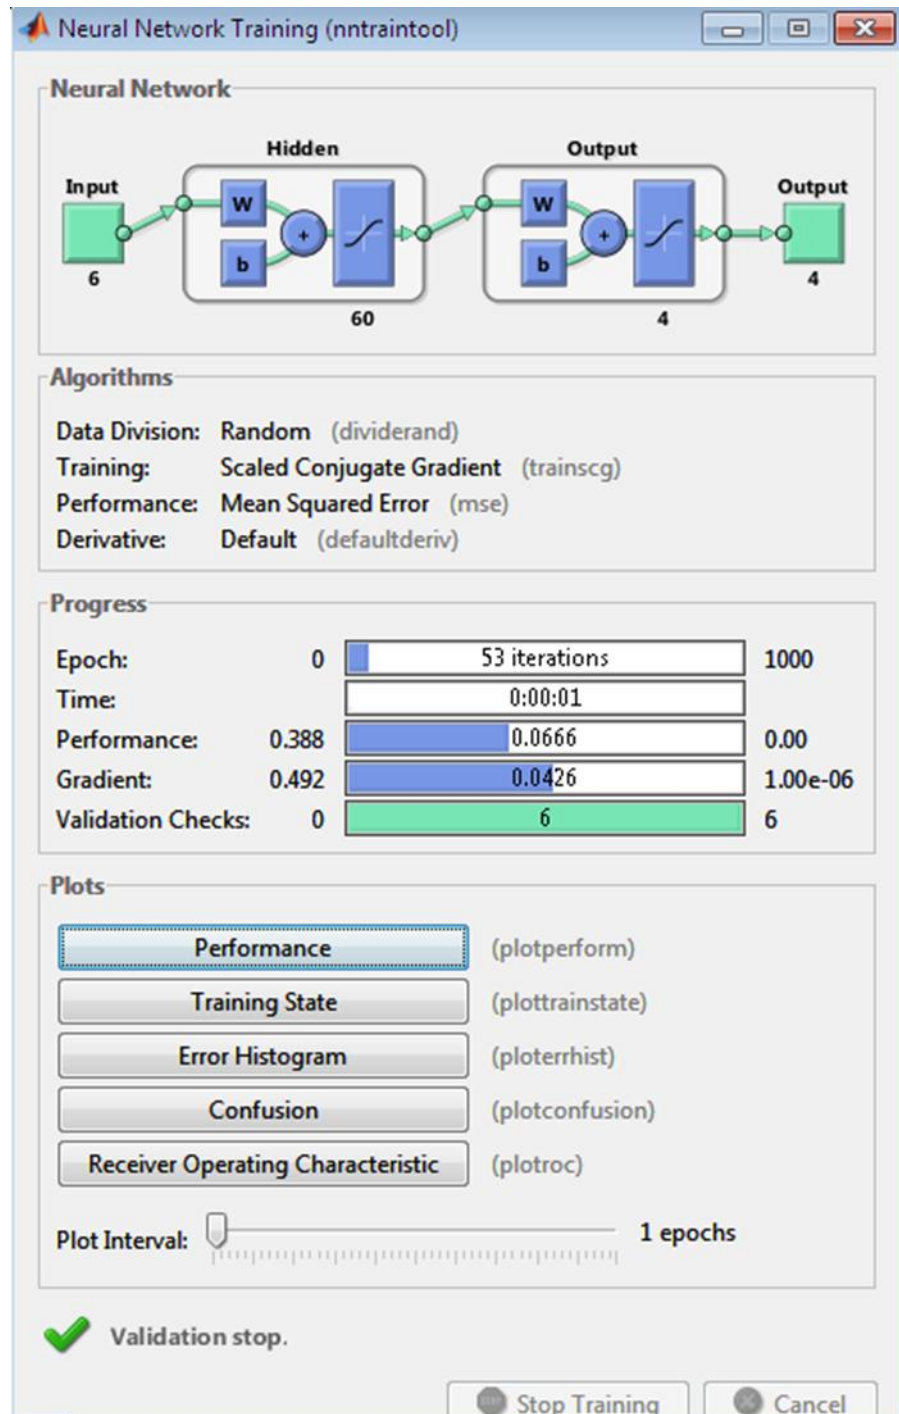 Neural Network Training (nntraintool)
Neural Network
Hidden
Output
Input
Output
W
+
b
W
+
b
6
60
4
4
Algorithms
Data Division: Random (dividerand)
Training: Scaled Conjugate Gradient (trainscg)
Performance: Mean Squared Error (mse)
Derivative: Default (defaultderiv)
Progress
Epoch: 0 53 iterations 1000
Time: 0:00:01
Performance: 0.388 0.0666 0.00
Gradient: 0.492 0.0426 1.00e-06
Validation Checks: 0 6 6
Plots
Performance (plotperform)
Training State (plottrainstate)
Error Histogram (ploterrhist)
Confusion (plotconfusion)
Receiver Operating Characteristic (plotroc)
Plot Interval: 1 epochs
Validation stop.
Stop Training Cancel